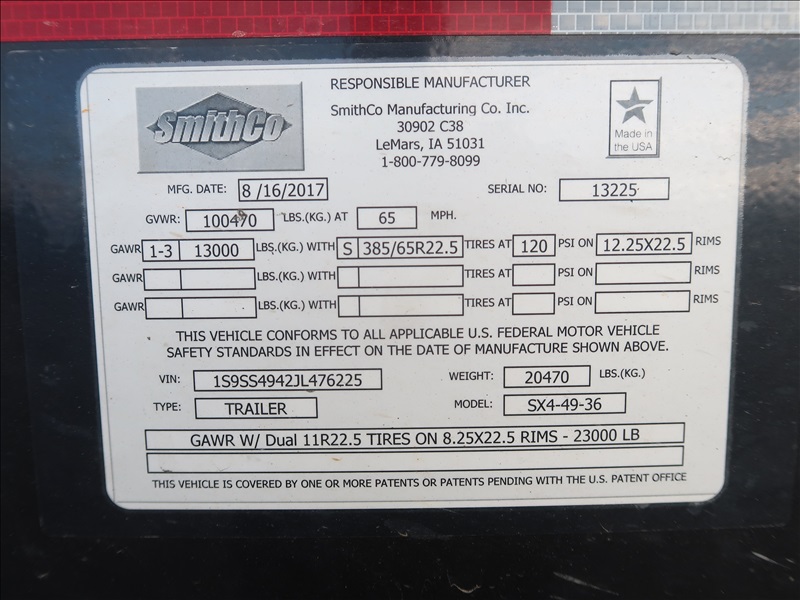 SmithCo
RESPONSIBLE MANUFACTURER
SmithCo Manufacturing Co. Inc.
30902 C38
LeMars, IA 51031
1-800-779-8099
Made in
the USA
MFG. DATE: 8 /16/2017 SERIAL NO: 13225
GVWR: 100470 LBS.(KG.) AT 65 MPH.
GAWR 1-3 13000 LBS.(KG.) WITH S 385/65R22.5 TIRES AT 120 PSI ON 12.25X22.5 RIMS
GAWR LBS.(KG.) WITH TIRES AT PSI ON RIMS
GAWR LBS.(KG.) WITH TIRES AT PSI ON RIMS
THIS VEHICLE CONFORMS TO ALL APPLICABLE U.S. FEDERAL MOTOR VEHICLE
SAFETY STANDARDS IN EFFECT ON THE DATE OF MANUFACTURE SHOWN ABOVE.
VIN: 1S9SS4942JL476225 WEIGHT: 20470 LBS.(KG.)
TYPE: TRAILER MODEL: SX4-49-36
GAWR W/ Dual 11R22.5 TIRES ON 8.25X22.5 RIMS - 23000 LB
THIS VEHICLE IS COVERED BY ONE OR MORE PATENTS OR PATENTS PENDING WITH THE U.S. PATENT OFFICE